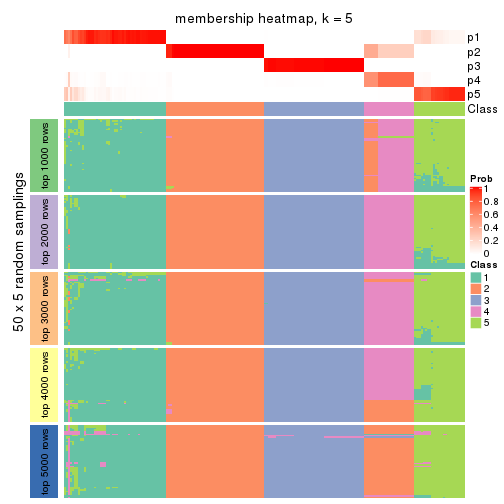 membership heatmap, k = 5
p1
p2
p3
p4
p5
Class
50 x 5 random samplings
top 1000 rows
top 2000 rows
top 3000 rows
top 4000 rows
top 5000 rows
Prob
1
0.8
0.6
0.4
0.2
0
Class
1
2
3
4
5